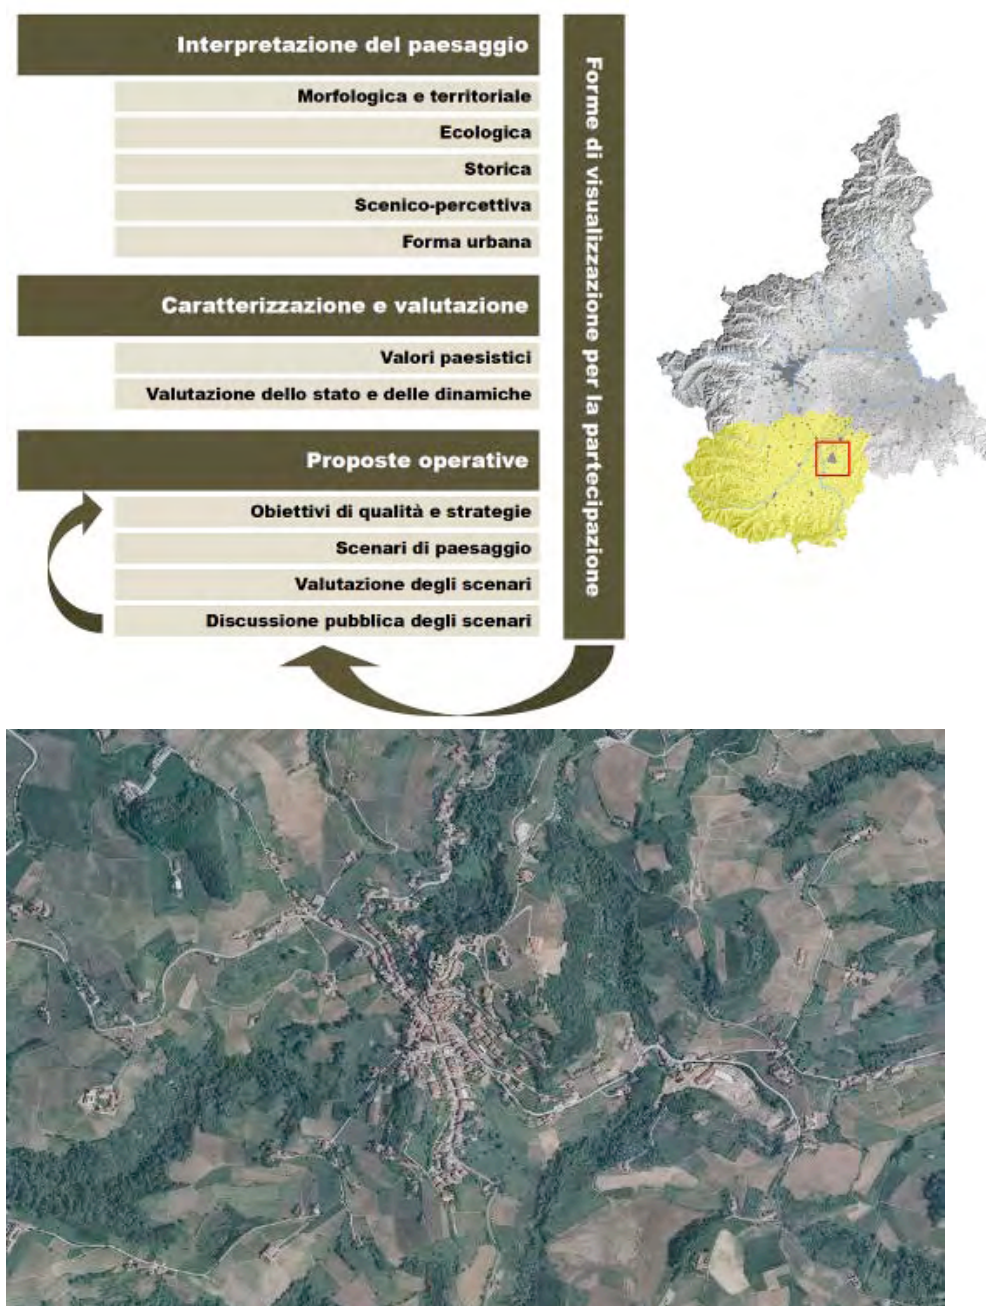 Interpretazione del paesaggio
Morfologica e territoriale
Ecologica
Storica
Scenico-percettiva
Forma urbana
Caratterizzazione e valutazione
Valori paesistici
Valutazione dello stato e delle dinamiche
Proposte operative
Obiettivi di qualità e strategie
Scenari di paesaggio
Valutazione degli scenari
Discussione pubblica degli scenari
Forme di visualizzazione per la partecipazione